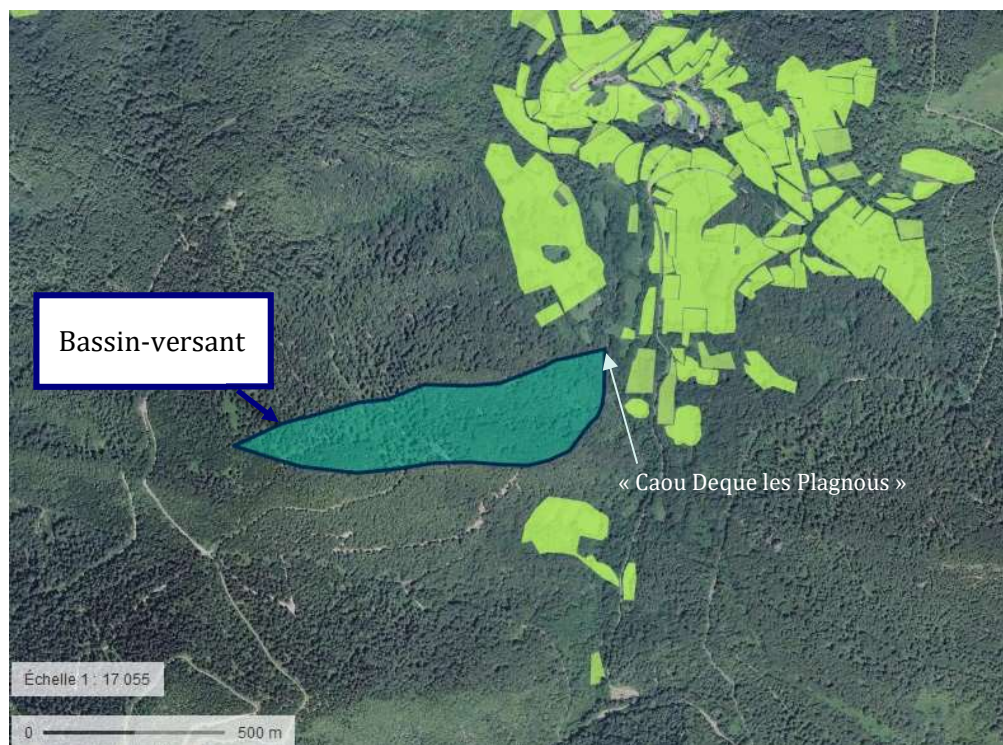 Bassin-versant
« Caou Deque les Plagnous »
Échelle 1 : 17 055
0 500 m